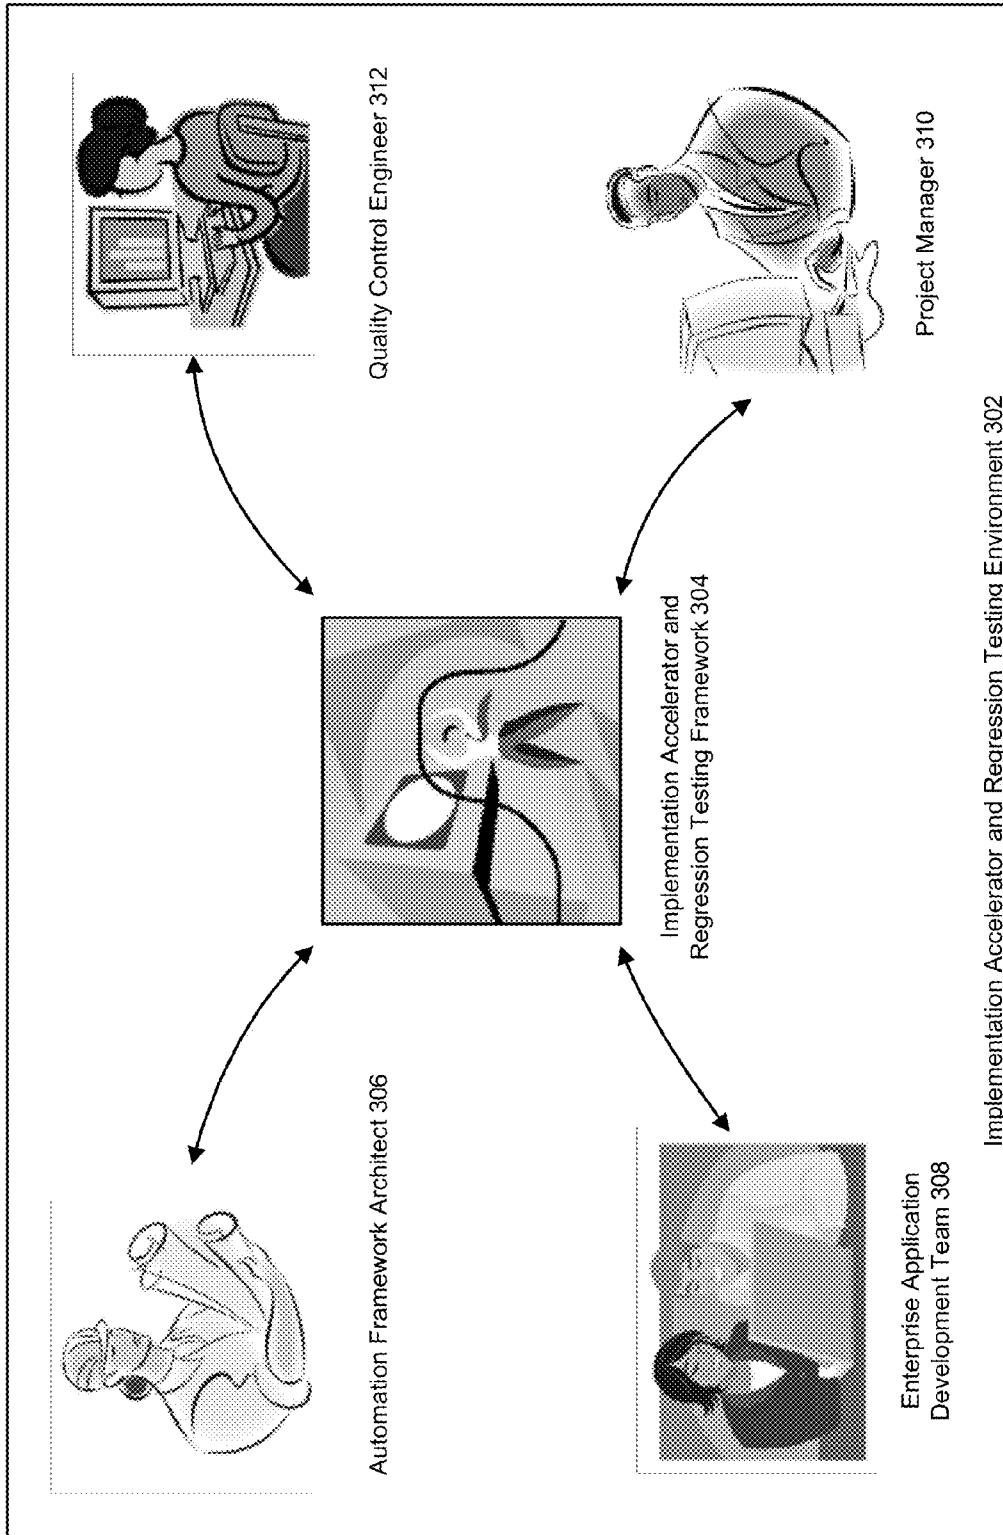 Automation Framework Architect 306
Quality Control Engineer 312
Implementation Accelerator and
Regression Testing Framework 304
Enterprise Application
Development Team 308
Project Manager 310
Implementation Accelerator and Regression Testing Environment 302